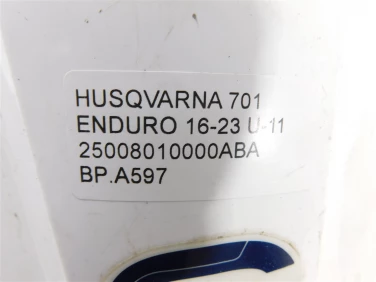 HUSQVARNA 701
ENDURO 16-23 U-11
25008010000ABA
BP.A597